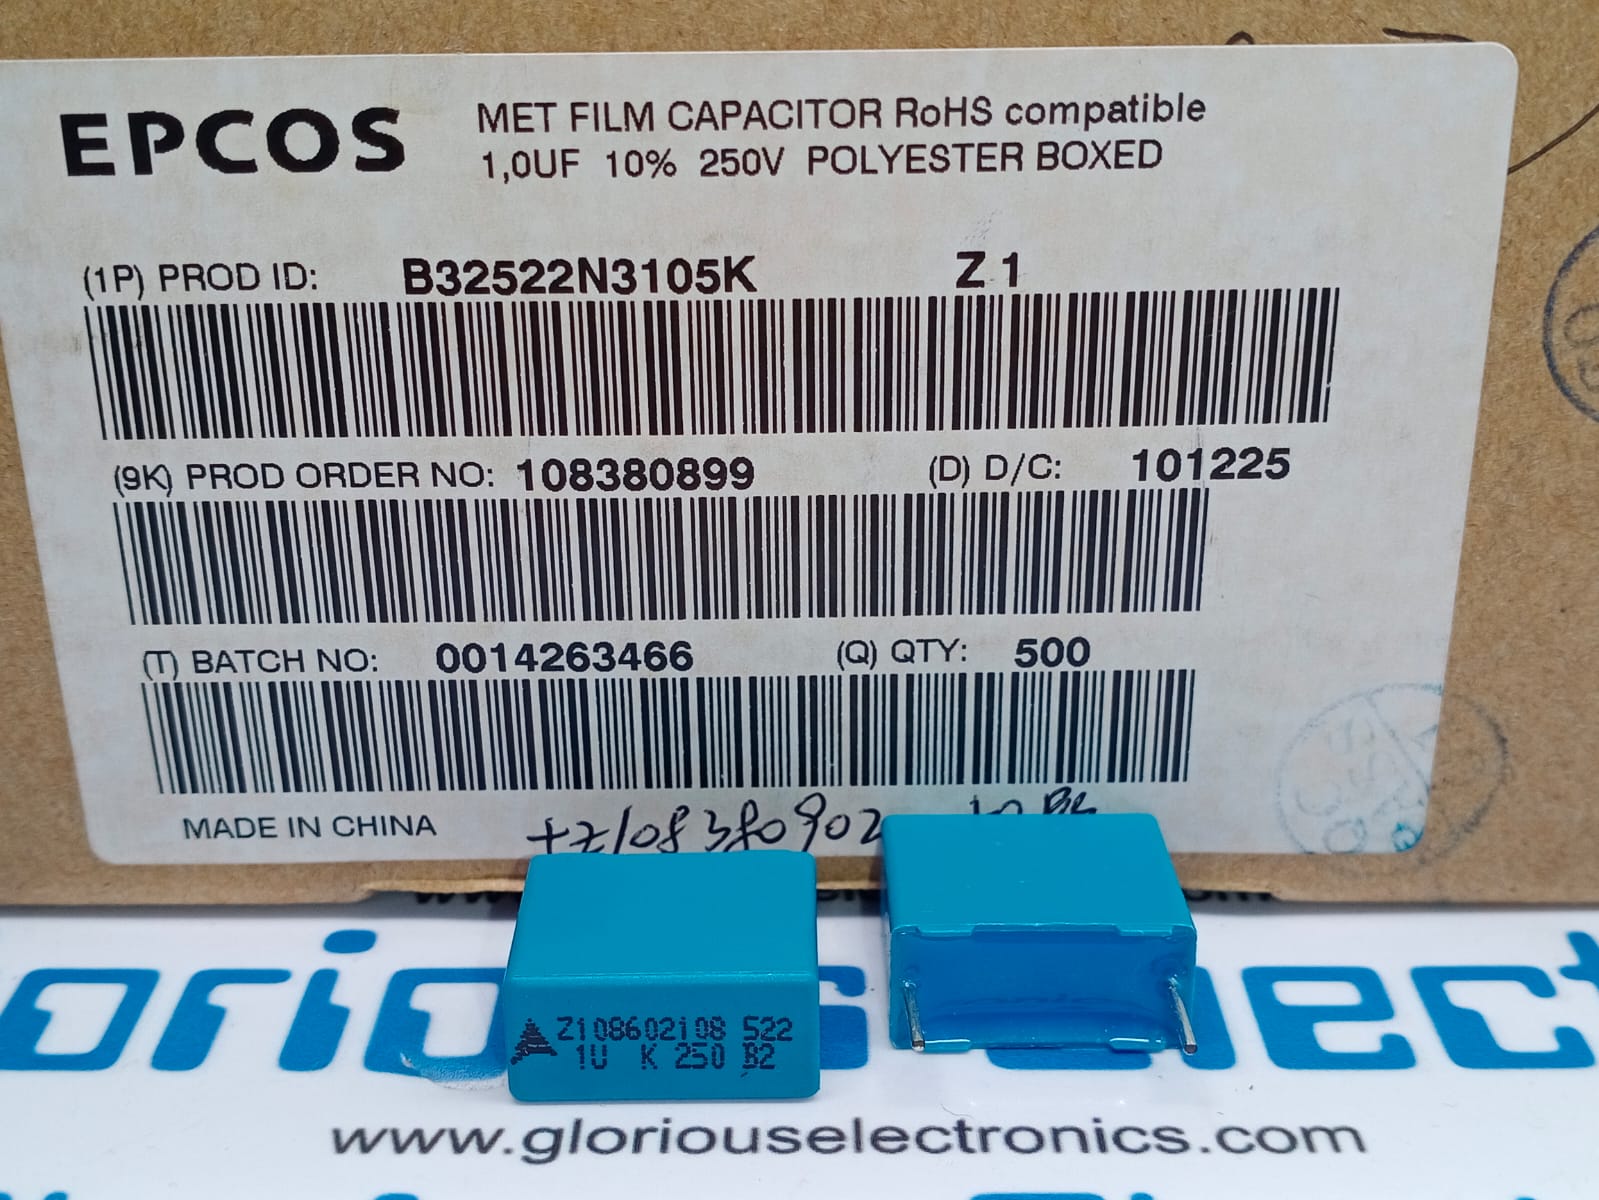 EPCOS
MET FILM CAPACITOR RoHS compatible
1,0UF 10% 250V POLYESTER BOXED
(1P) PROD ID: B32522N3105K Z 1
(9K) PROD ORDER NO: 108380899 (D) D/C: 101225
(T) BATCH NO: 0014263466 (Q) QTY: 500
MADE IN CHINA
+Z108380902
Z108602108 522
1U K 250 B2
www.gloriouselectronics.com